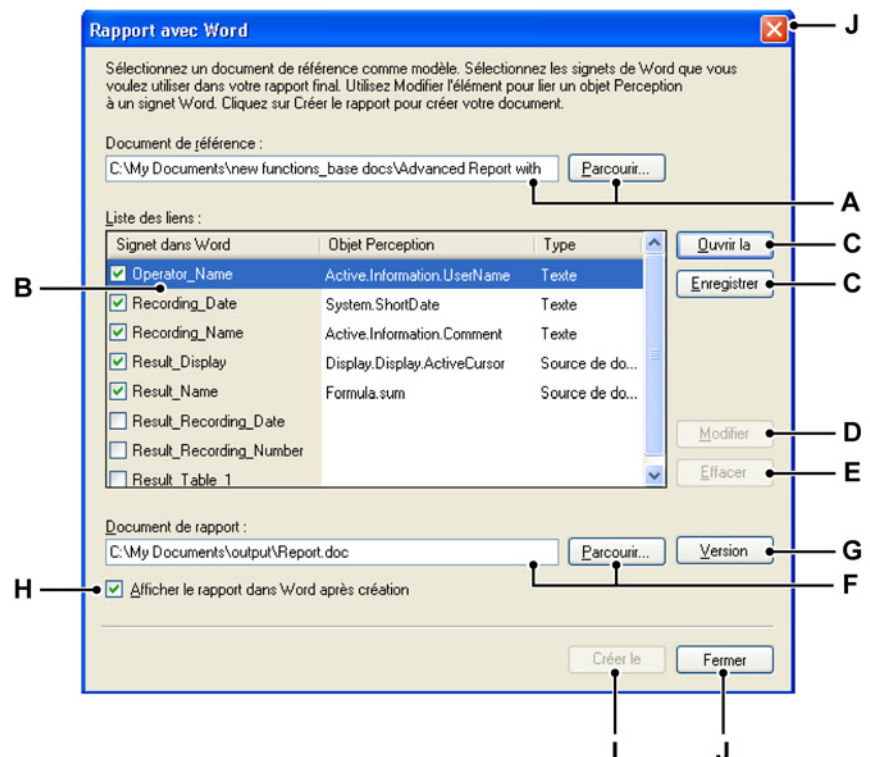 Rapport avec Word
J
Sélectionnez un document de référence comme modèle. Sélectionnez les signets de Word que vous
voulez utiliser dans votre rapport final. Utilisez Modifier l'élément pour lier un objet Perception
à un signet Word. Cliquez sur Créer le rapport pour créer votre document.
Document de référence :
C:\My Documents\new functions_base docs\Advanced Report with Parcourir...
A
Liste des liens :
Signet dans Word Objet Perception Type Ouvrir la C
B Operator_Name Active.Information.UserName Texte Enregistrer C
Recording_Date System.ShortDate Texte
Recording_Name Active.Information.Comment Texte
Result_Display Display.Display.ActiveCursor Source de do...
Result_Name Formula.sum Source de do...
Result_Recording_Date
Modifier D
Result_Recording_Number
Result_Table_1 Effacer E
Document de rapport :
C:\My Documents\output\Report.doc Parcourir... Version G
F
H Afficher le rapport dans Word après création
Créer le Fermer
I J